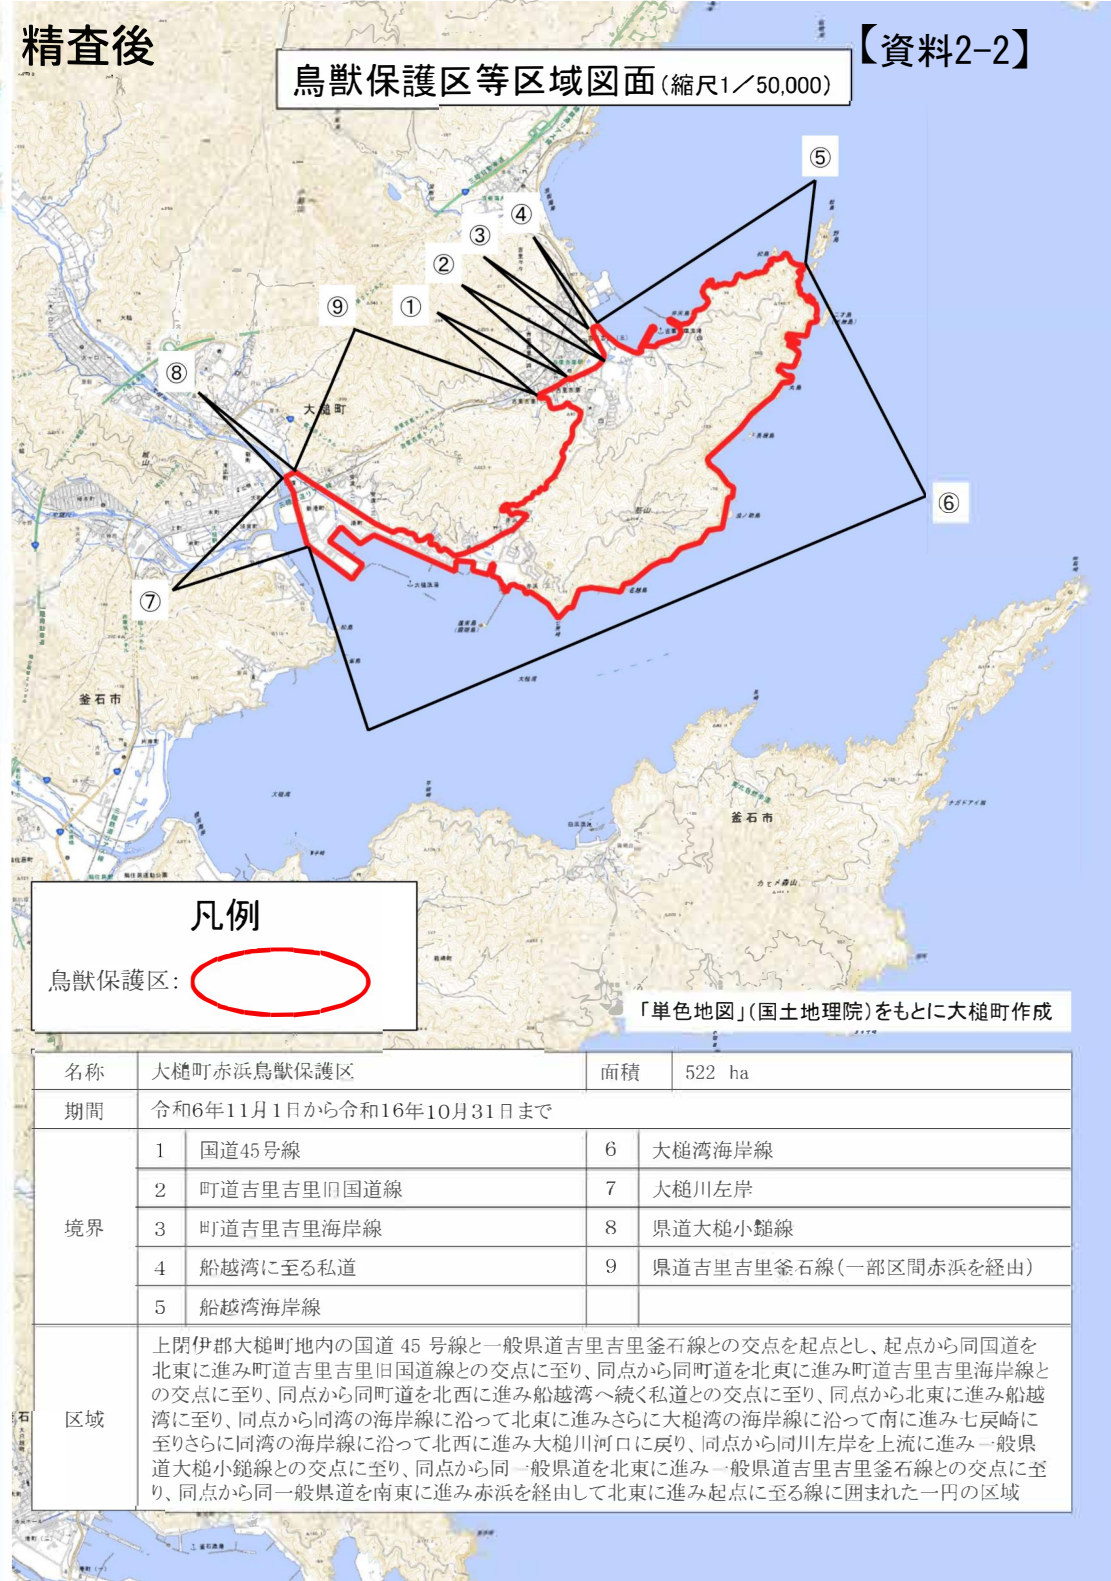 精査後
【資料2-2】
鳥獣保護区等区域図面(縮尺1/50,000)
⑤
④
③
②
①
⑨
⑧
大槌町
⑥
⑦
釜石市
大槌湾
釜石市
凡例
鳥獣保護区:
「単色地図」(国土地理院)をもとに大槌町作成
名称 大槌町赤浜鳥獣保護区 面積 522 ha
期間 令和6年11月1日から令和16年10月31日まで
境界
1 国道45号線 6 大槌湾海岸線
2 町道吉里吉里旧国道線 7 大槌川左岸
3 町道吉里吉里海岸線 8 県道大槌小鎚線
4 船越湾に至る私道 9 県道吉里吉里釜石線(一部区間赤浜を経由)
5 船越湾海岸線
区域
上閉伊郡大槌町地内の国道 45 号線と一般県道吉里吉里釜石線との交点を起点とし、起点から同国道を
北東に進み町道吉里吉里旧国道線との交点に至り、同点から同町道を北東に進み町道吉里吉里海岸線と
の交点に至り、同点から同町道を北西に進み船越湾へ続く私道との交点に至り、同点から北東に進み船越
湾に至り、同点から同湾の海岸線に沿って北東に進みさらに大槌湾の海岸線に沿って南に進み七戻崎に
至りさらに同湾の海岸線に沿って北西に進み大槌川河口に戻り、同点から同川左岸を上流に進み一般県
道大槌小鎚線との交点に至り、同点から同一般県道を北東に進み一般県道吉里吉里釜石線との交点に至
り、同点から同一般県道を南東に進み赤浜を経由して北東に進み起点に至る線に囲まれた一円の区域